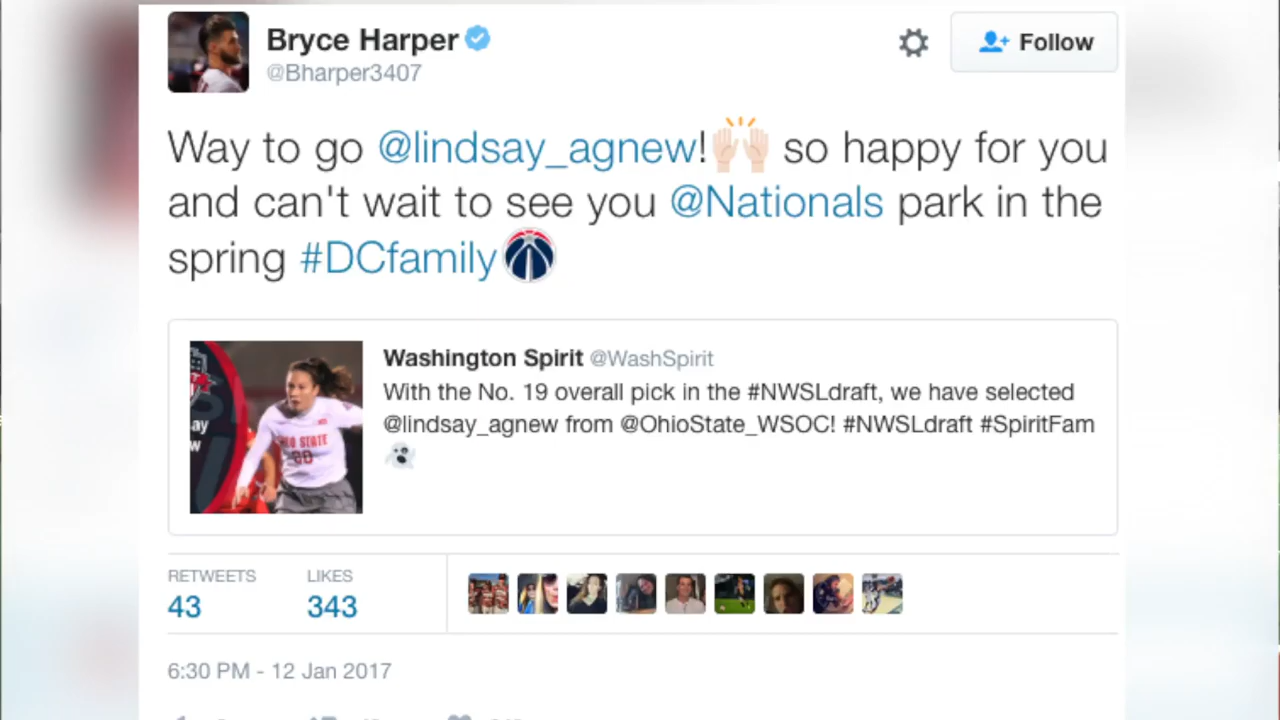 Bryce Harper
@Bharper3407
Follow
Way to go @lindsay_agnew!🙌🏻 so happy for you
and can't wait to see you @Nationals park in the
spring #DCfamily
Washington Spirit @WashSpirit
With the No. 19 overall pick in the #NWSLdraft, we have selected
@lindsay_agnew from @OhioState_WSOC! #NWSLdraft #SpiritFam
👻
OHIO STATE
RETWEETS
43
LIKES
343
6:30 PM - 12 Jan 2017